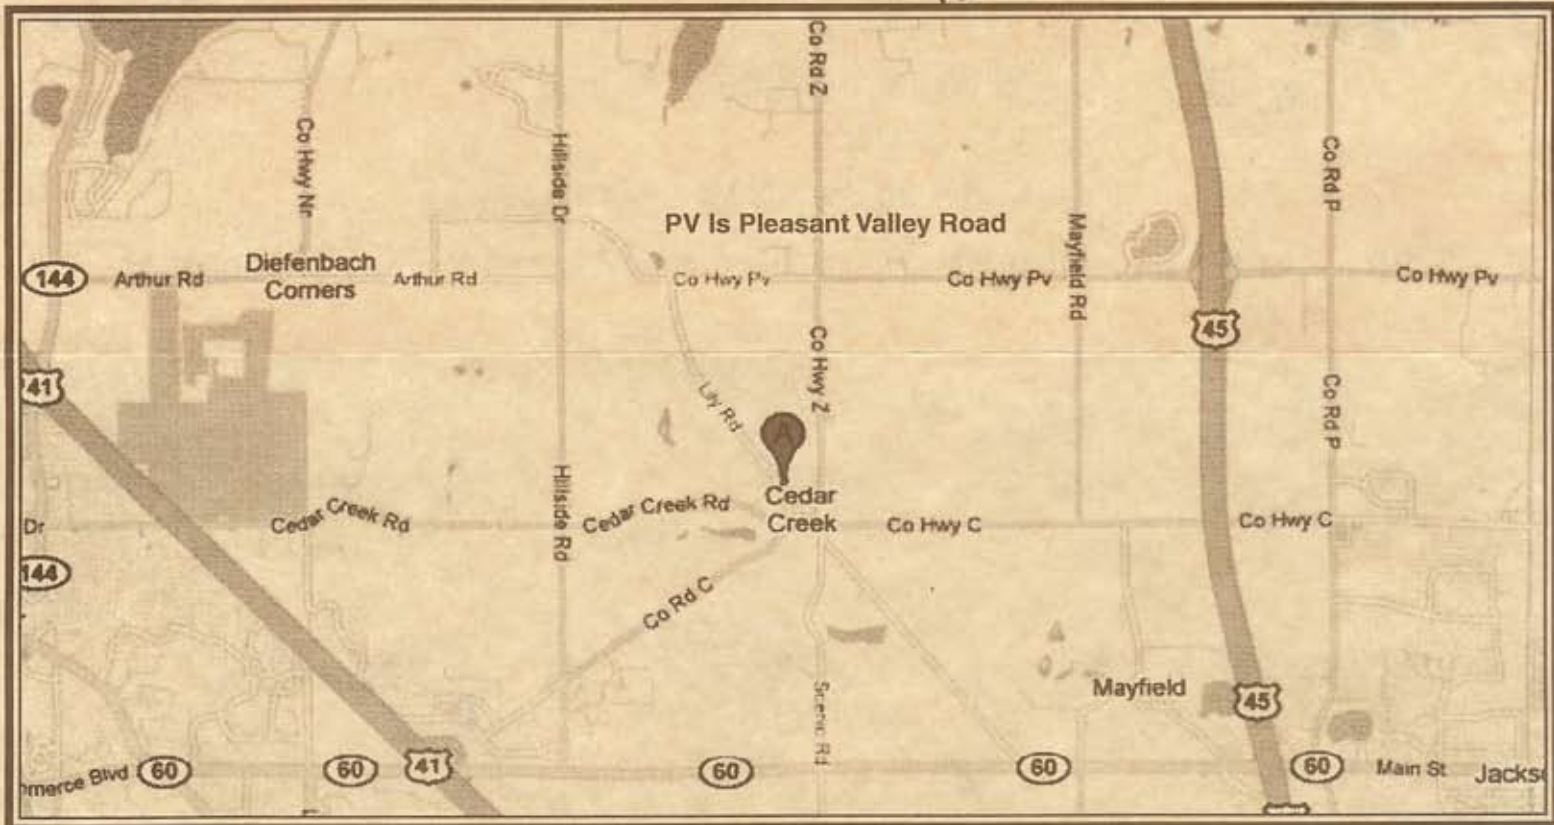 Co Rd Z
Co Hwy Nr
Hillside Dr
Co Rd P
PV Is Pleasant Valley Road
Mayfield Rd
144
Arthur Rd
Diefenbach
Corners
Arthur Rd
Co Hwy Pv
Co Hwy Pv
Co Hwy Pv
45
41
Co Hwy Z
Lily Rd
Co Rd P
A
Hillside Rd
Cedar Creek Rd
Cedar Creek Rd
Cedar
Creek
Co Hwy C
Co Hwy C
Dr
144
Co Rd C
Mayfield
45
Scenic Rd
60
60
41
60
60
60
Main St